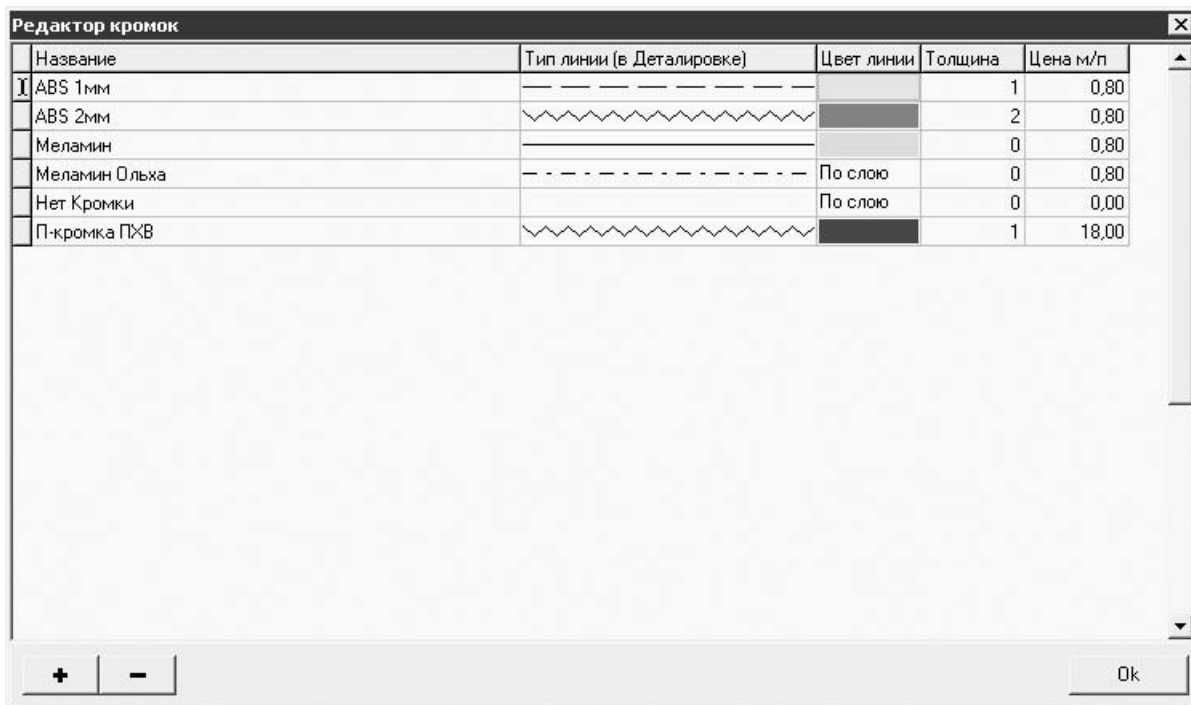 Редактор кромок
Название Тип линии (в Деталировке) Цвет линии Толщина Цена м/п
ABS 1мм 1 0,80
ABS 2мм 2 0,80
Меламин 0 0,80
Меламин Ольха По слою 0 0,80
Нет Кромки По слою 0 0,00
П-кромка ПХВ 1 18,00
+ − Ok